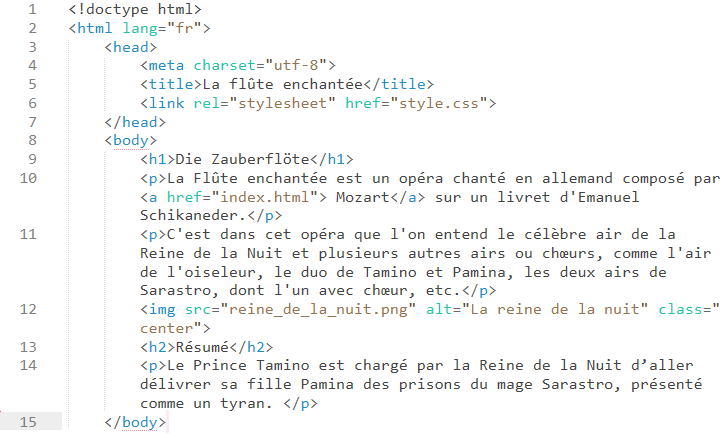 1 <!doctype html>
2 <html lang="fr">
3 <head>
4 <meta charset="utf-8">
5 <title>La flûte enchantée</title>
6 <link rel="stylesheet" href="style.css">
7 </head>
8 <body>
9 <h1>Die Zauberflöte</h1>
10 <p>La Flûte enchantée est un opéra chanté en allemand composé par
<a href="index.html"> Mozart</a> sur un livret d'Emanuel
Schikaneder.</p>
11 <p>C'est dans cet opéra que l'on entend le célèbre air de la
Reine de la Nuit et plusieurs autres airs ou chœurs, comme l'air
de l'oiseleur, le duo de Tamino et Pamina, les deux airs de
Sarastro, dont l'un avec chœur, etc.</p>
12 <img src="reine_de_la_nuit.png" alt="La reine de la nuit" class="
center">
13 <h2>Résumé</h2>
14 <p>Le Prince Tamino est chargé par la Reine de la Nuit d’aller
délivrer sa fille Pamina des prisons du mage Sarastro, présenté
comme un tyran. </p>
15 </body>